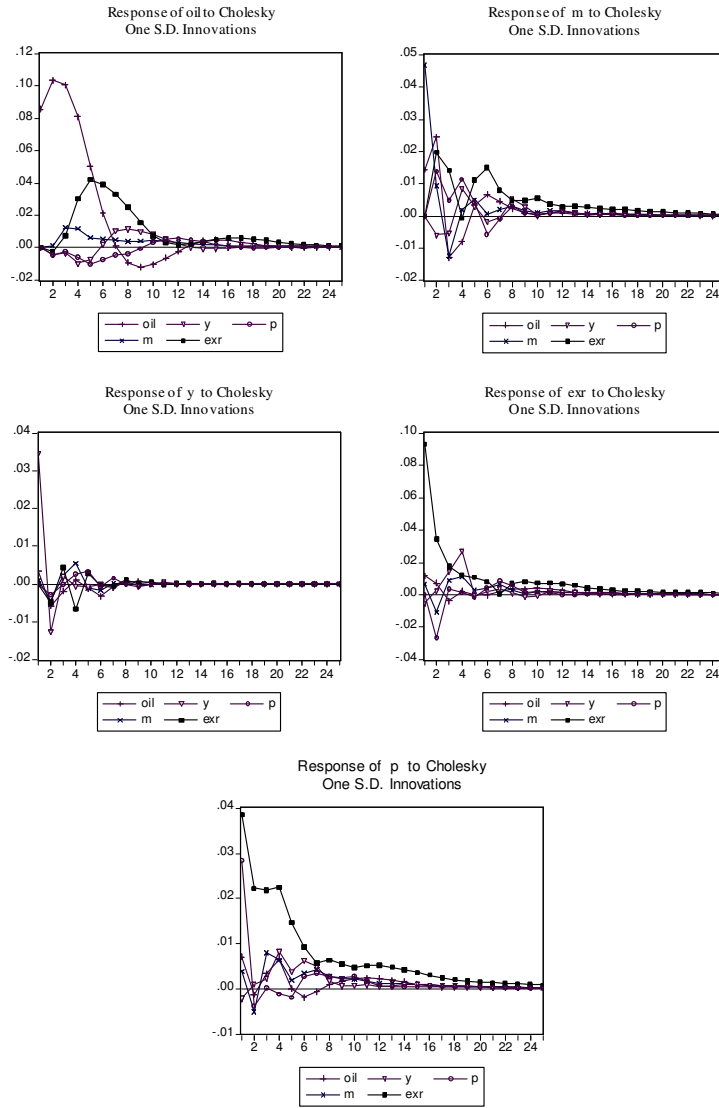 Response of oil to Cholesky
One S.D. Innovations
.12
.10
.08
.06
.04
.02
.00
-.02
2 4 6 8 10 12 14 16 18 20 22 24
oil y p
m exr
Response of m to Cholesky
One S.D. Innovations
.05
.04
.03
.02
.01
.00
-.01
-.02
2 4 6 8 10 12 14 16 18 20 22 24
oil y p
m exr
Response of y to Cholesky
One S.D. Innovations
.04
.03
.02
.01
.00
-.01
-.02
2 4 6 8 10 12 14 16 18 20 22 24
oil y p
m exr
Response of exr to Cholesky
One S.D. Innovations
.10
.08
.06
.04
.02
.00
-.02
-.04
2 4 6 8 10 12 14 16 18 20 22 24
oil y p
m exr
Response of p to Cholesky
One S.D. Innovations
.04
.03
.02
.01
.00
-.01
2 4 6 8 10 12 14 16 18 20 22 24
oil y p
m exr